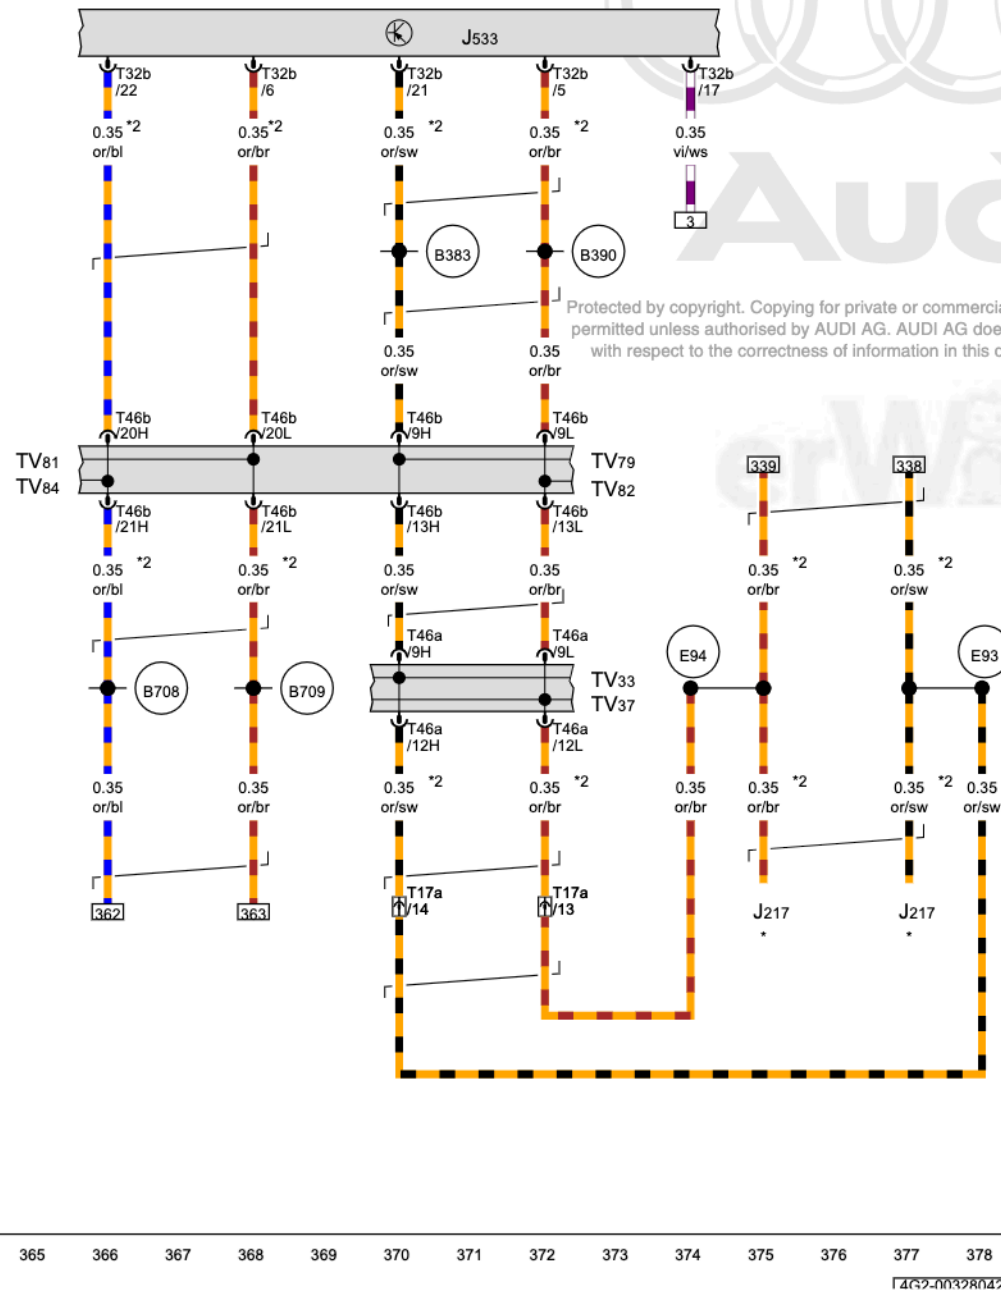 J533
T32b /22
T32b /6
T32b /21
T32b /5
T32b /17
0.35 *2
or/bl
0.35 *2
or/br
0.35 *2
or/sw
0.35 *2
or/br
0.35
vi/ws
3
Audi
B383
B390
Protected by copyright. Copying for private or commercia
permitted unless authorised by AUDI AG. AUDI AG doe
with respect to the correctness of information in this d
0.35
or/sw
0.35
or/br
T46b /20H
T46b /20L
T46b /9H
T46b /9L
TV81
TV84
TV79
TV82
339
338
erWi
T46b /21H
T46b /21L
T46b /13H
T46b /13L
0.35 *2
or/bl
0.35 *2
or/br
0.35
or/sw
0.35
or/br
0.35 *2
or/br
0.35 *2
or/sw
T46a /9H
T46a /9L
E94
E93
B708
B709
TV33
TV37
T46a /12H
T46a /12L
0.35
or/bl
0.35
or/br
0.35 *2
or/sw
0.35 *2
or/br
0.35
or/br
0.35 *2
or/br
0.35 *2
or/sw
0.35
or/sw
362
363
T17a /14
T17a /13
J217
*
J217
*
365 366 367 368 369 370 371 372 373 374 375 376 377 378
4G2-00328042